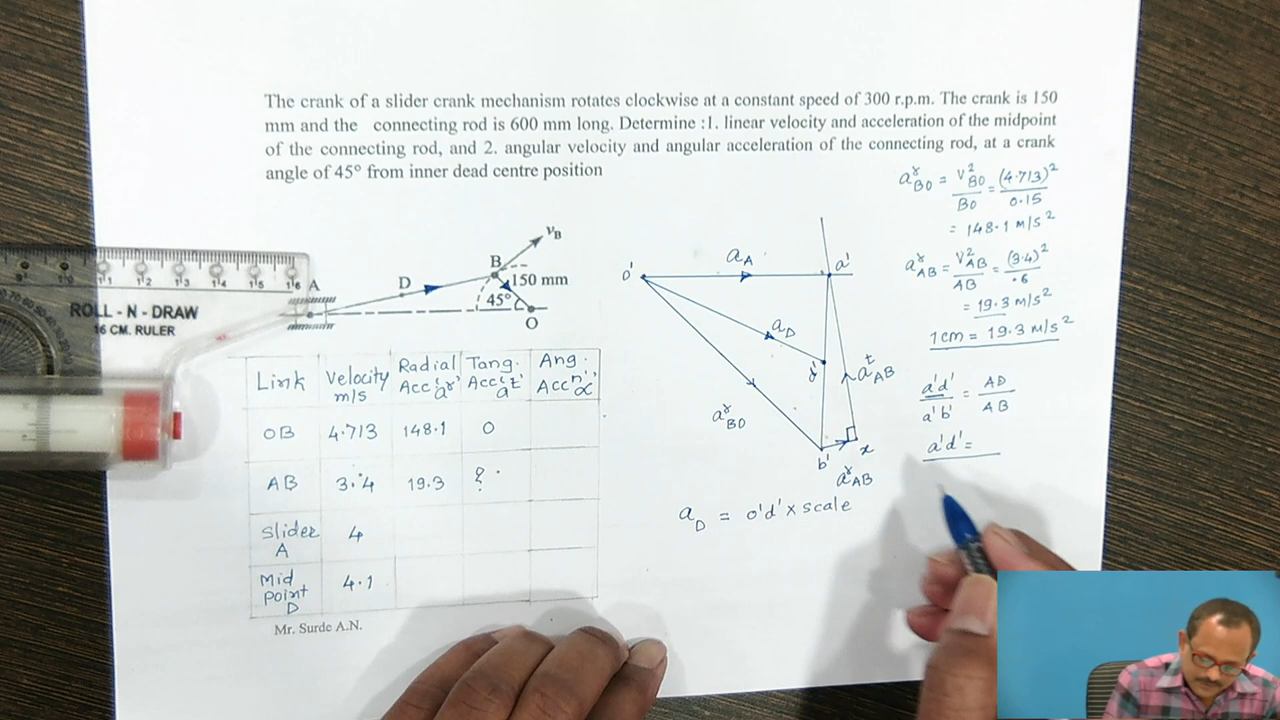 The crank of a slider crank mechanism rotates clockwise at a constant speed of 300 r.p.m. The crank is 150
mm and the connecting rod is 600 mm long. Determine :1. linear velocity and acceleration of the midpoint
of the connecting rod, and 2. angular velocity and angular acceleration of the connecting rod, at a crank
angle of 45° from inner dead centre position
aʳBO = V²BO / BO = (4.713)² / 0.15
= 148.1 m/s²
aʳAB = V²AB / AB = (3.4)² / .6
= 19.3 m/s²
1cm = 19.3 m/s²
a'd' / a'b' = AD / AB
a'd' =
vB
B
150 mm
D
A
45°
O
ROLL - N - DRAW
16 CM. RULER
o'
aA
a'
aD
d'
aᵗAB
aʳBO
b'
x
aʳAB
aD = o'd' x scale
Link Velocity m/s Radial Accⁿ 'aʳ' Tang. Accⁿ 'aᵗ' Ang. Accⁿ '∝'
OB 4.713 148.1 0
AB 3.4 19.3 ?
Slider A 4
Mid point D 4.1
Mr. Surde A.N.